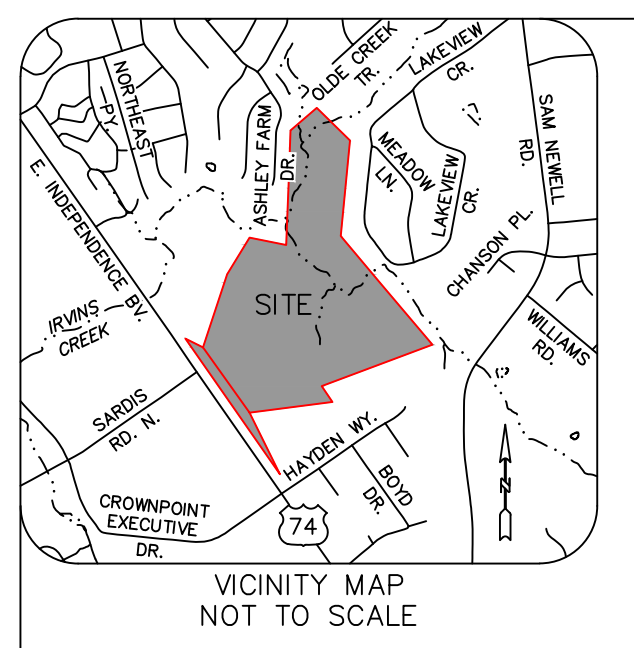 OLDE CREEK
TR.
LAKEVIEW
CR.
NORTHEAST
PY.
SAM NEWELL
RD.
ASHLEY FARM
DR.
MEADOW
LN.
LAKEVIEW
CR.
E. INDEPENDENCE BV.
CHANSON PL.
SITE
IRVINS
CREEK
WILLIAMS
RD.
SARDIS
RD. N.
HAYDEN WY.
BOYD
DR.
CROWNPOINT
EXECUTIVE
DR.
74
N
VICINITY MAP
NOT TO SCALE